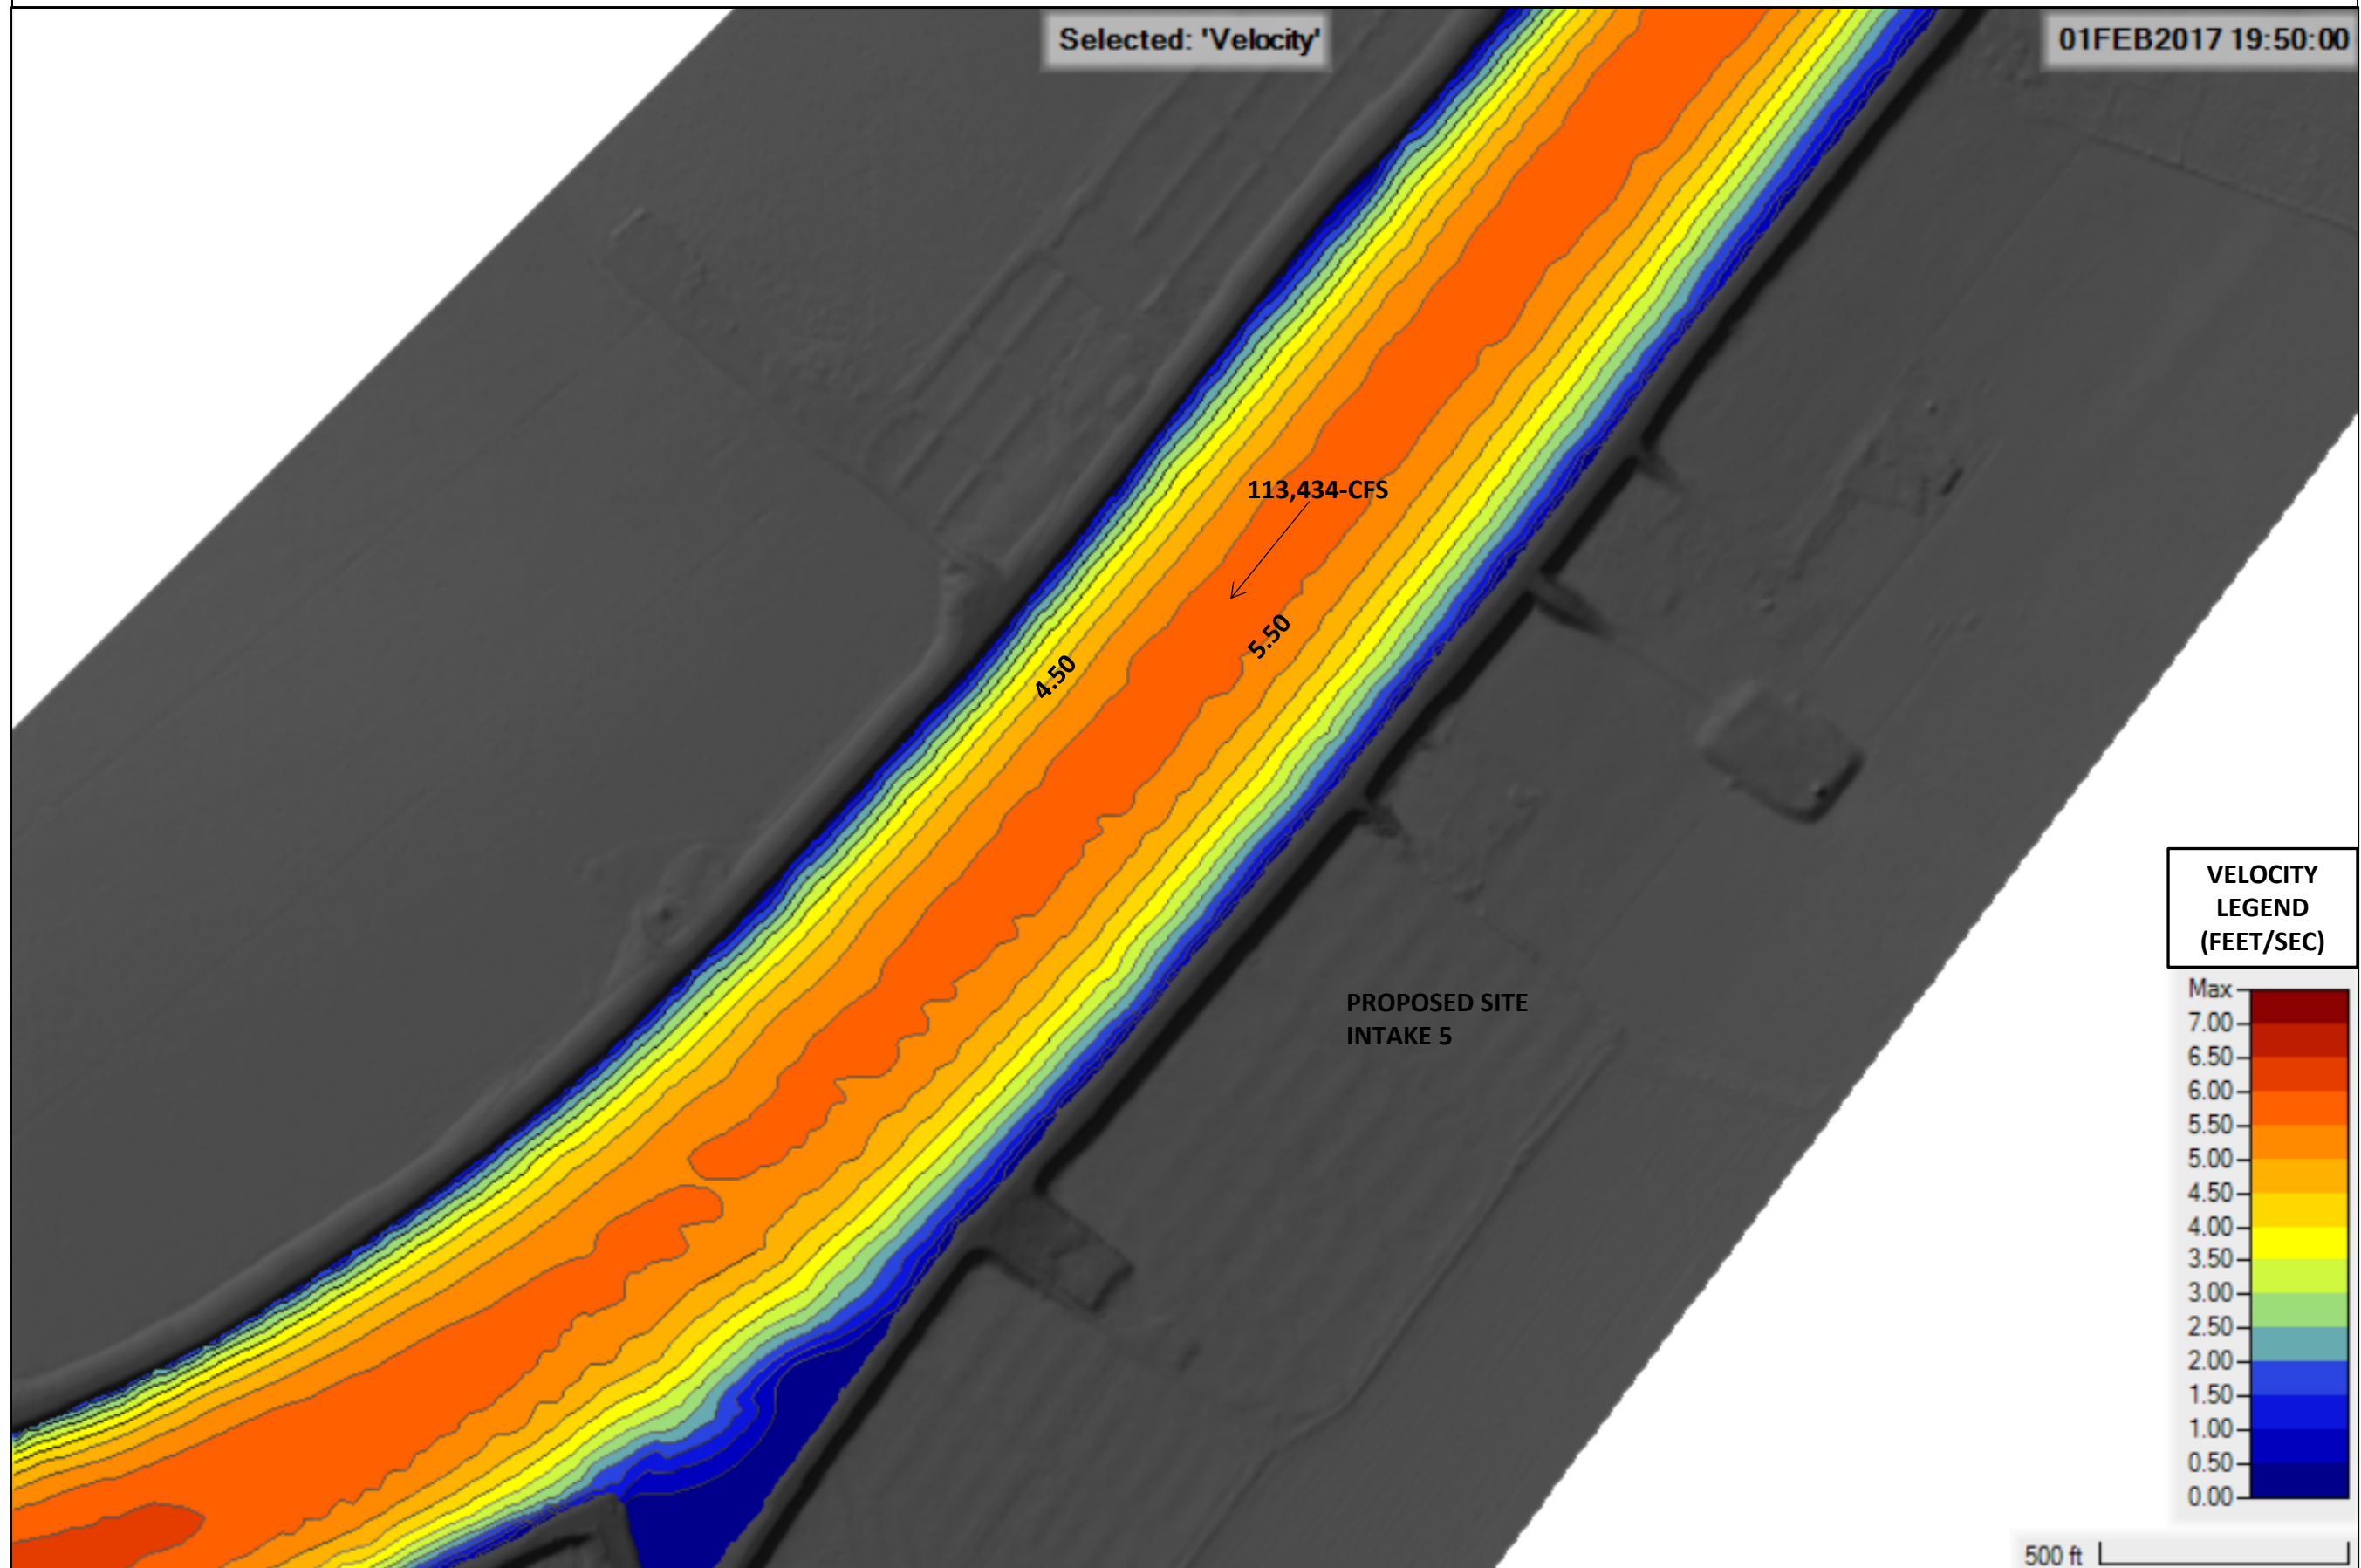 Selected: 'Velocity'
01FEB2017 19:50:00
113,434-CFS
5.50
4.50
PROPOSED SITE
INTAKE 5
VELOCITY
LEGEND
(FEET/SEC)
Max
7.00
6.50
6.00
5.50
5.00
4.50
4.00
3.50
3.00
2.50
2.00
1.50
1.00
0.50
0.00
500 ft